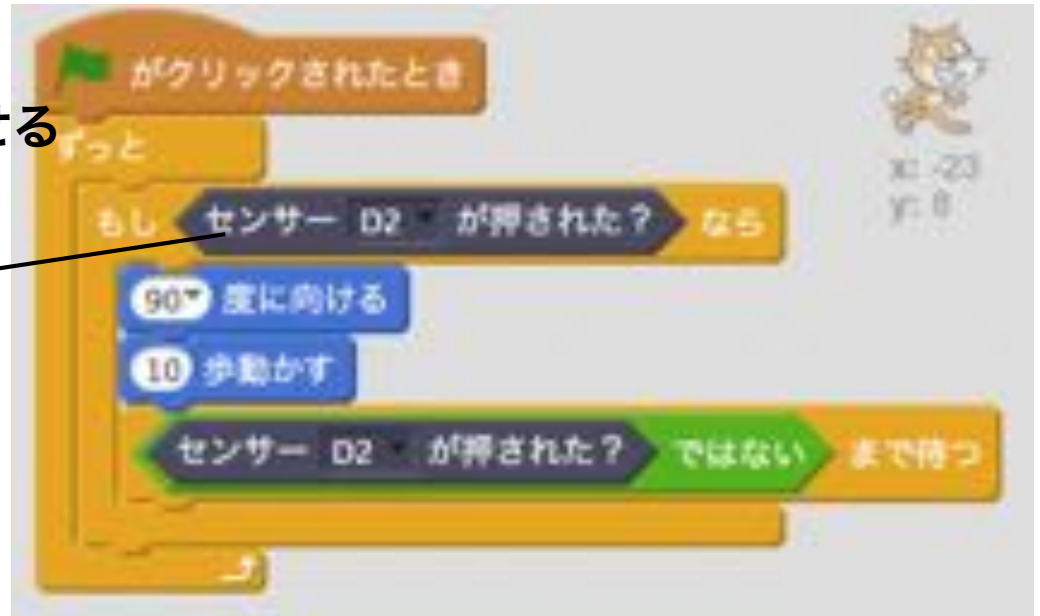 がクリックされたとき
せる
ずっと
もし センサー D2 が押された? なら
90 度に向ける
10 歩動かす
センサー D2 が押された? ではない まで待つ
x: -23
y: 8